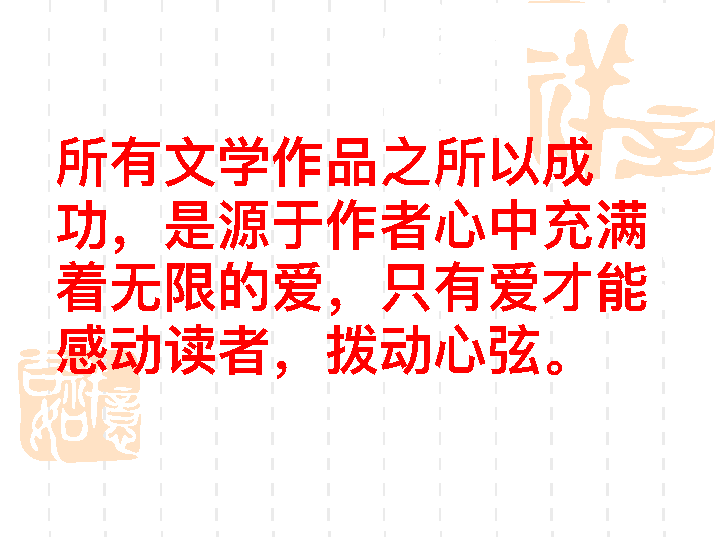 所有文学作品之所以成
功，是源于作者心中充满
着无限的爱，只有爱才能
感动读者，拨动心弦。